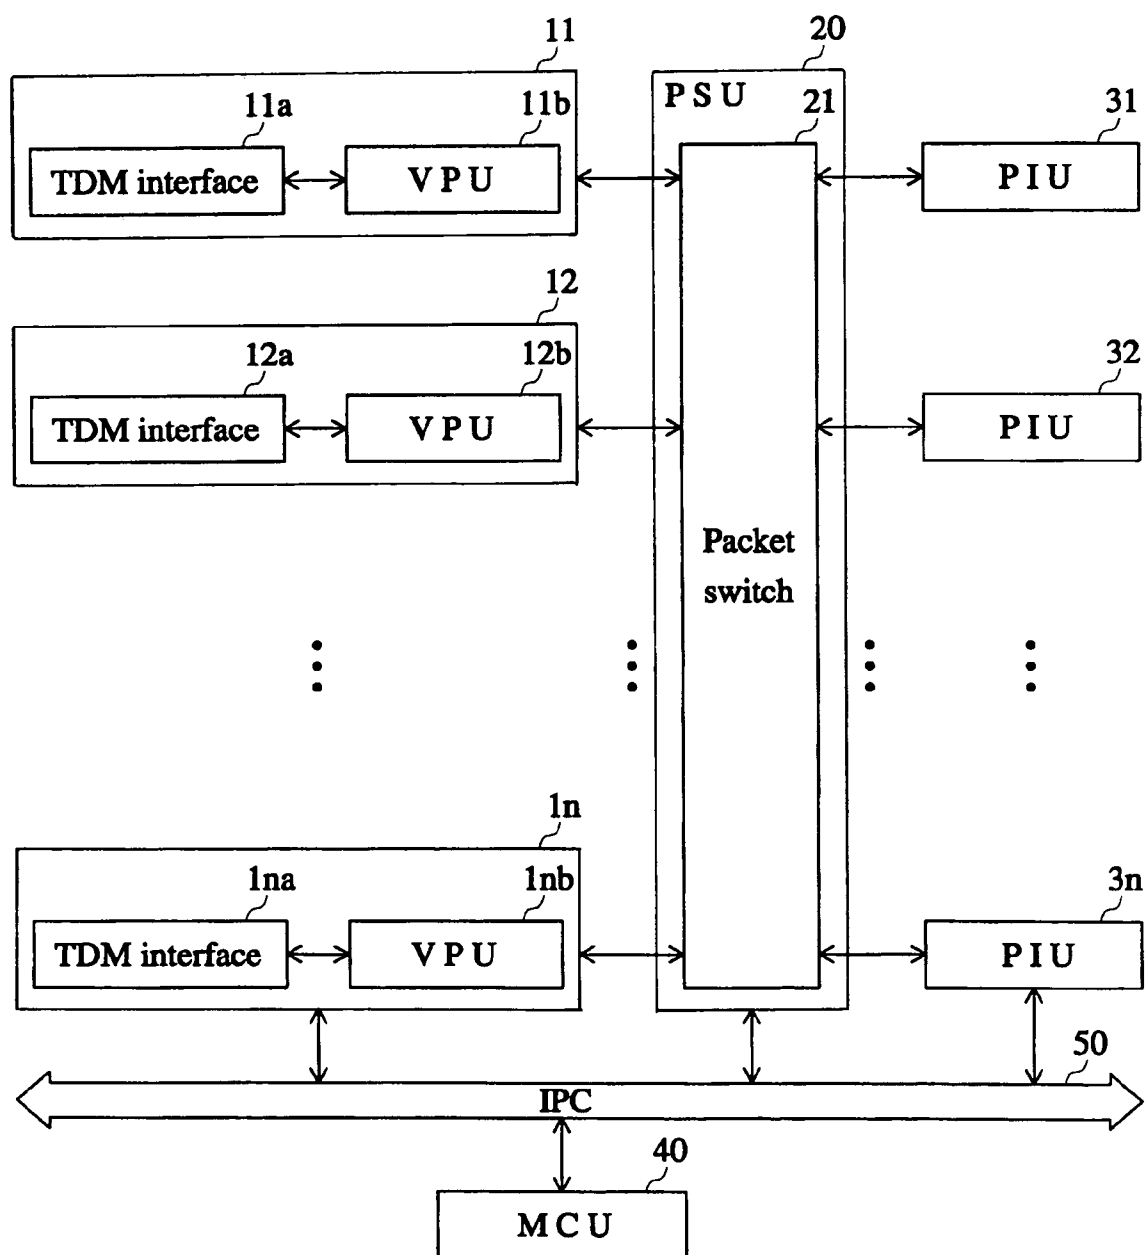 11
20
PSU
11a
11b
21
31
TDM interface
VPU
PIU
12
12a
12b
32
TDM interface
VPU
PIU
Packet
switch
1n
1na
1nb
3n
TDM interface
VPU
PIU
50
IPC
40
MCU